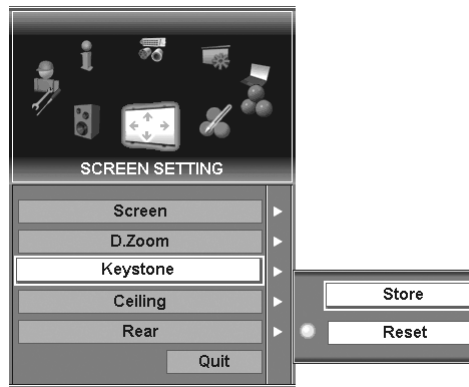 SCREEN SETTING
Screen
D.Zoom
Keystone
Ceiling
Rear
Quit
Store
Reset